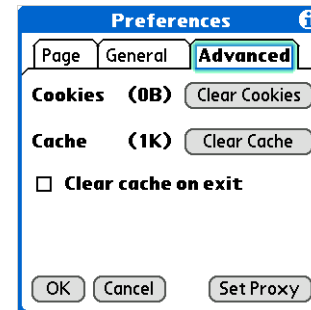 Preferences i
Page General Advanced
Cookies (0B) Clear Cookies
Cache (1K) Clear Cache
Clear cache on exit
OK Cancel Set Proxy